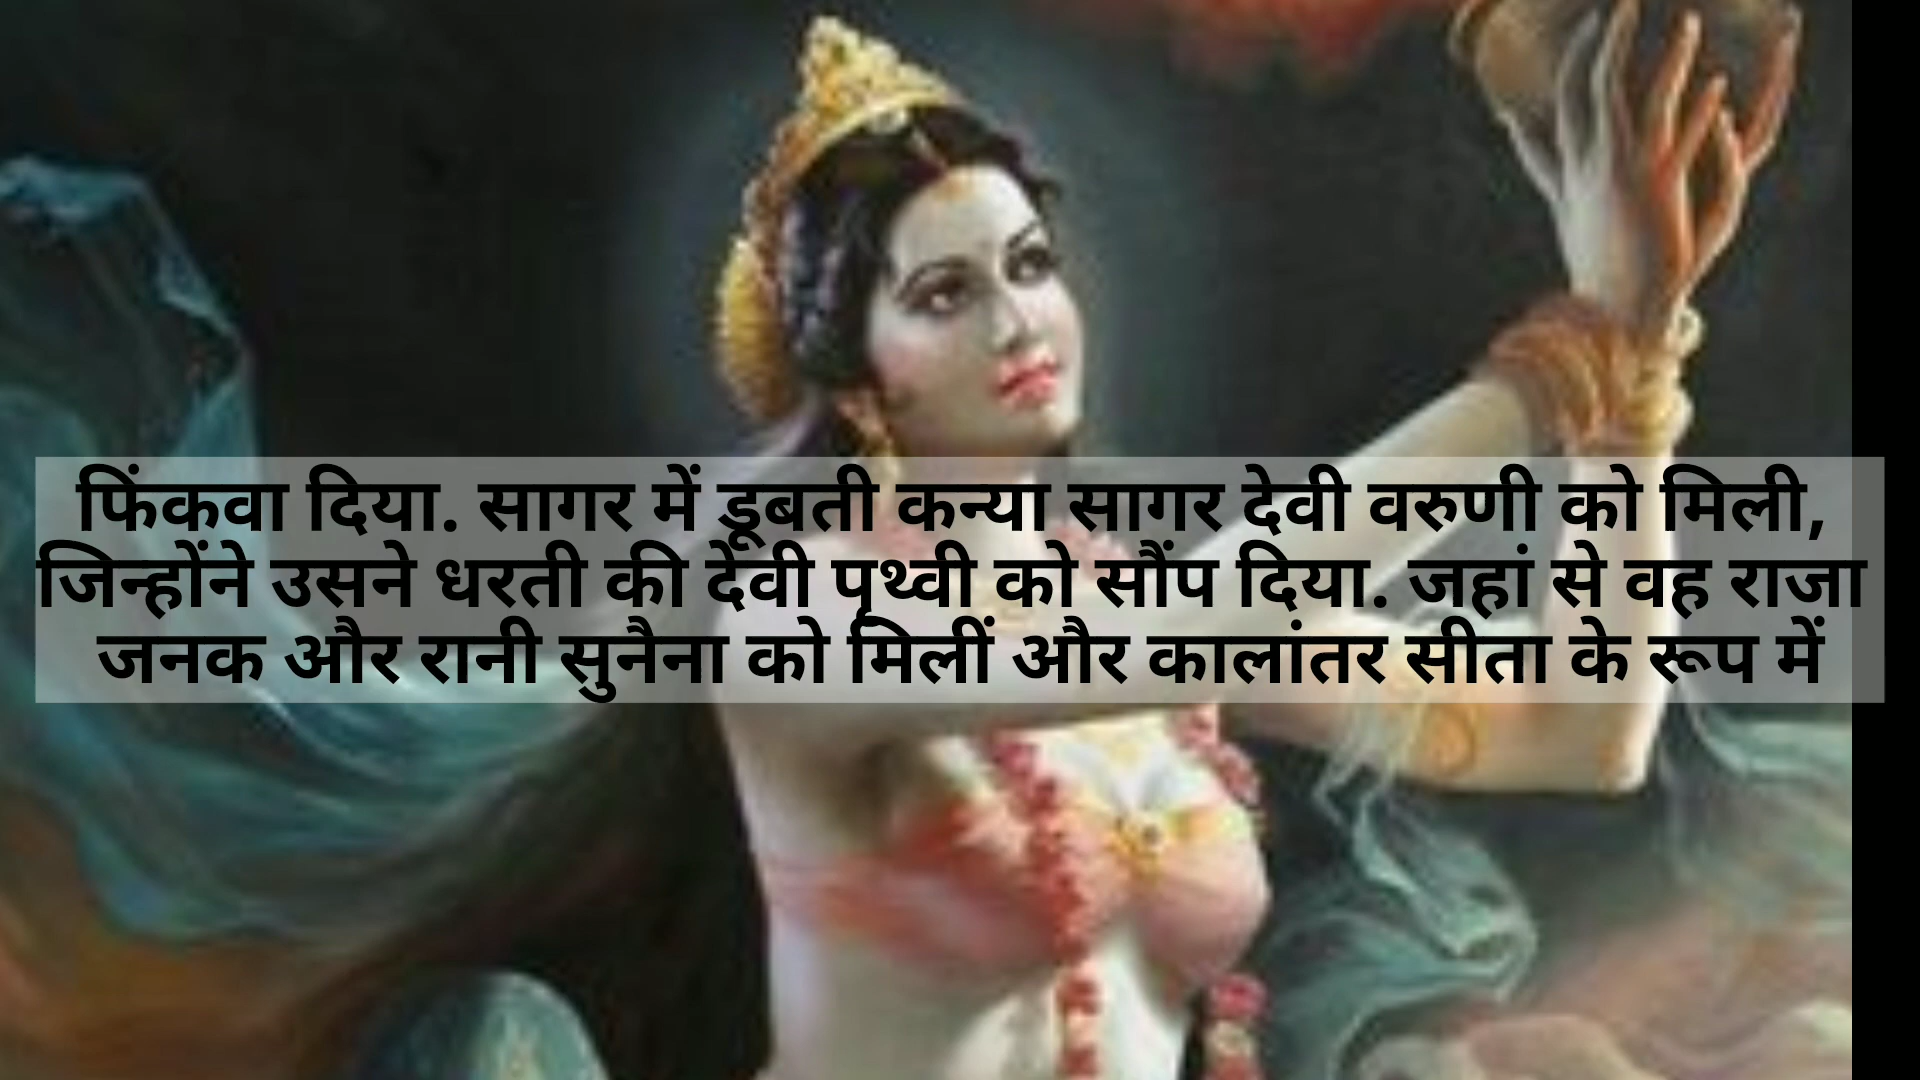 फिंकवा दिया. सागर में डूबती कन्या सागर देवी वरुणी को मिली,
जिन्होंने उसने धरती की देवी पृथ्वी को सौंप दिया. जहां से वह राजा
जनक और रानी सुनैना को मिलीं और कालांतर सीता के रूप में